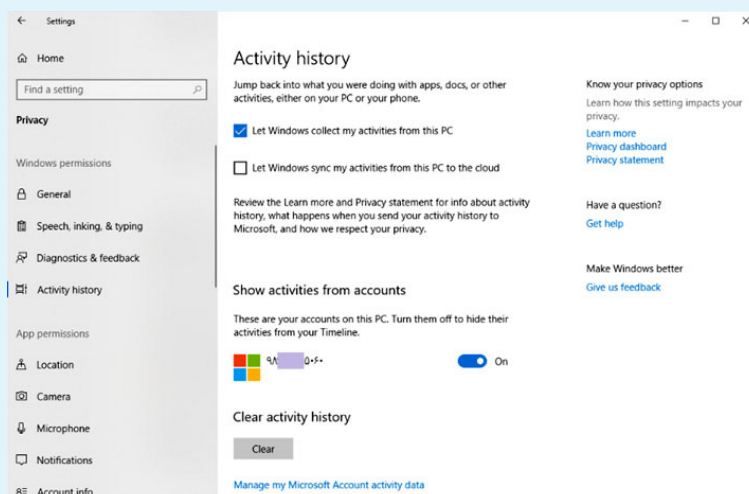 Settings
Home
Find a setting
Privacy
Windows permissions
General
Speech, inking, & typing
Diagnostics & feedback
Activity history
App permissions
Location
Camera
Microphone
Notifications
Account info
Activity history
Jump back into what you were doing with apps, docs, or other
activities, either on your PC or your phone.
Let Windows collect my activities from this PC
Let Windows sync my activities from this PC to the cloud
Review the Learn more and Privacy statement for info about activity
history, what happens when you send your activity history to
Microsoft, and how we respect your privacy.
Show activities from accounts
These are your accounts on this PC. Turn them off to hide their
activities from your Timeline.
۹۸ ۵۰۶۰
On
Clear activity history
Clear
Manage my Microsoft Account activity data
Know your privacy options
Learn how this setting impacts your
privacy.
Learn more
Privacy dashboard
Privacy statement
Have a question?
Get help
Make Windows better
Give us feedback